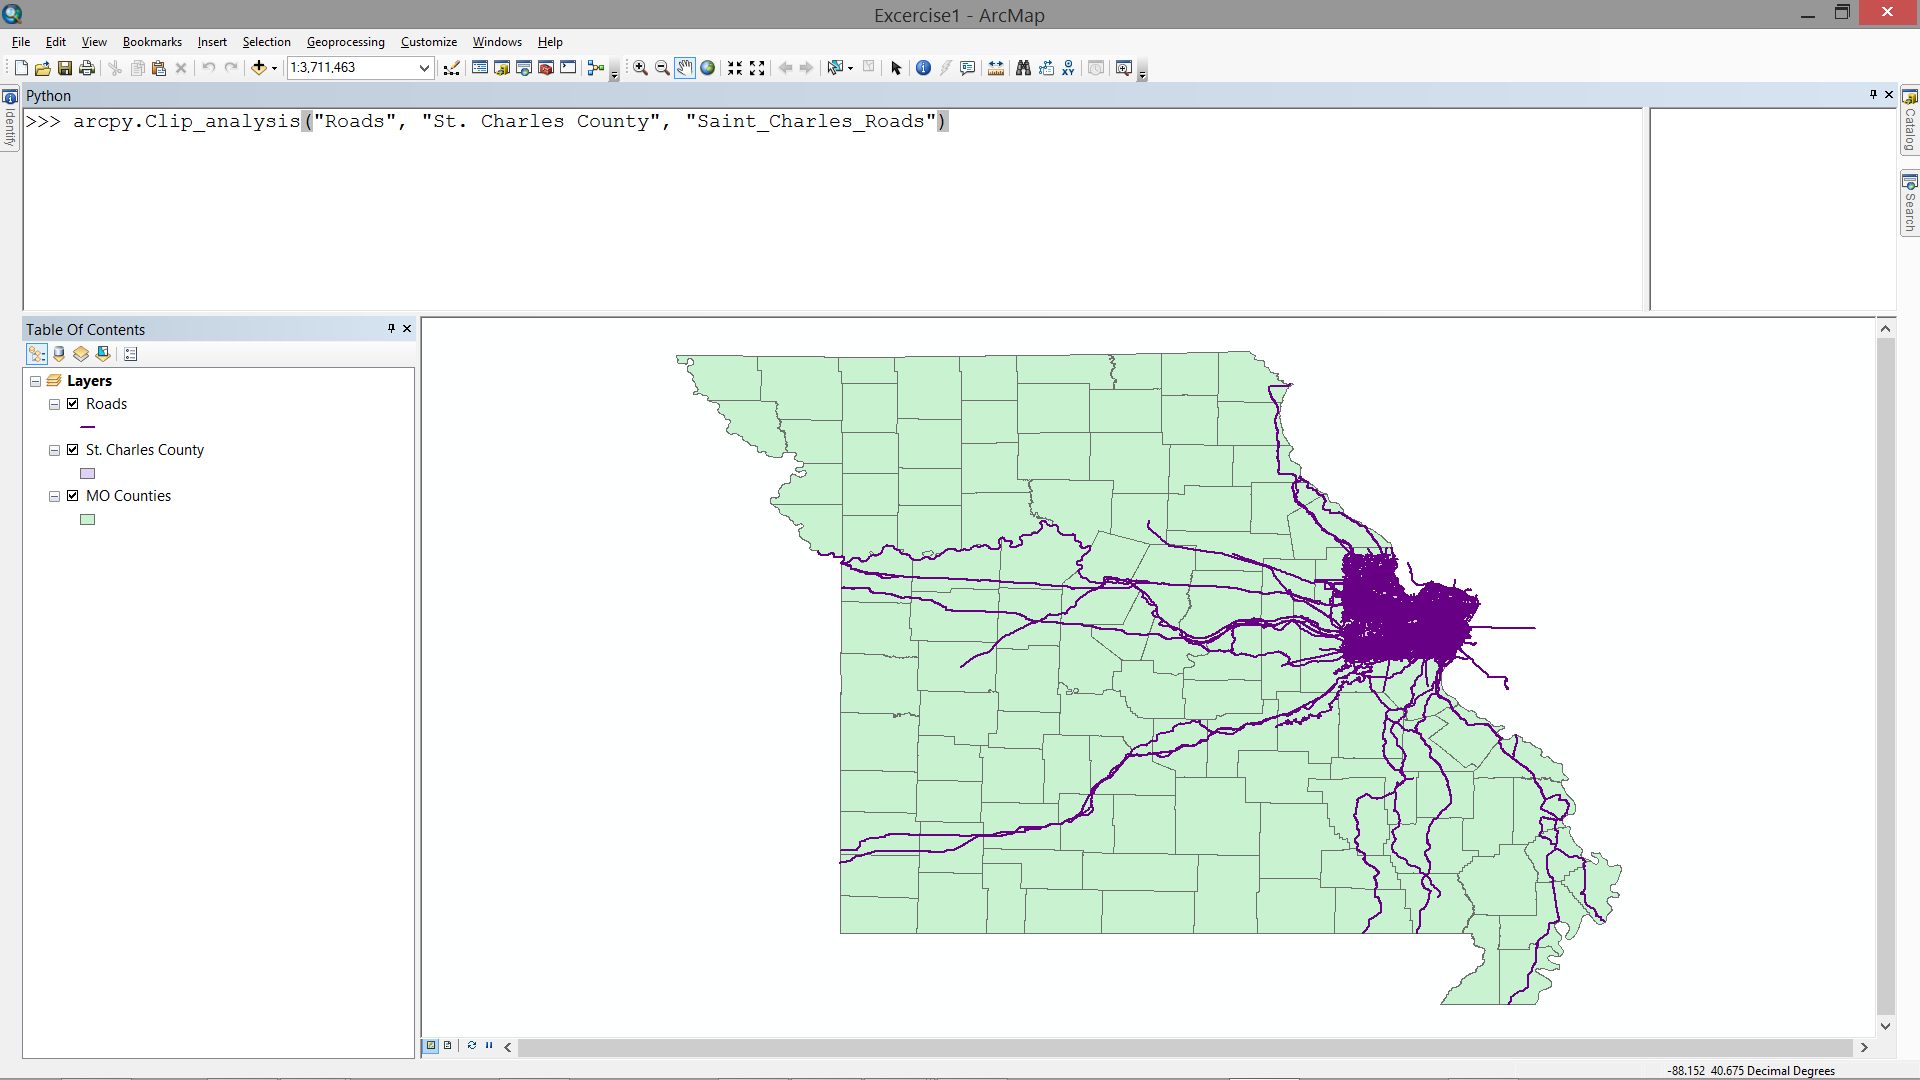 Excercise1 - ArcMap
File Edit View Bookmarks Insert Selection Geoprocessing Customize Windows Help
1:3,711,463
Identify
Python
>>> arcpy.Clip_analysis("Roads", "St. Charles County", "Saint_Charles_Roads")
Catalog
Search
Table Of Contents
Layers
Roads
St. Charles County
MO Counties
-88.152 40.675 Decimal Degrees